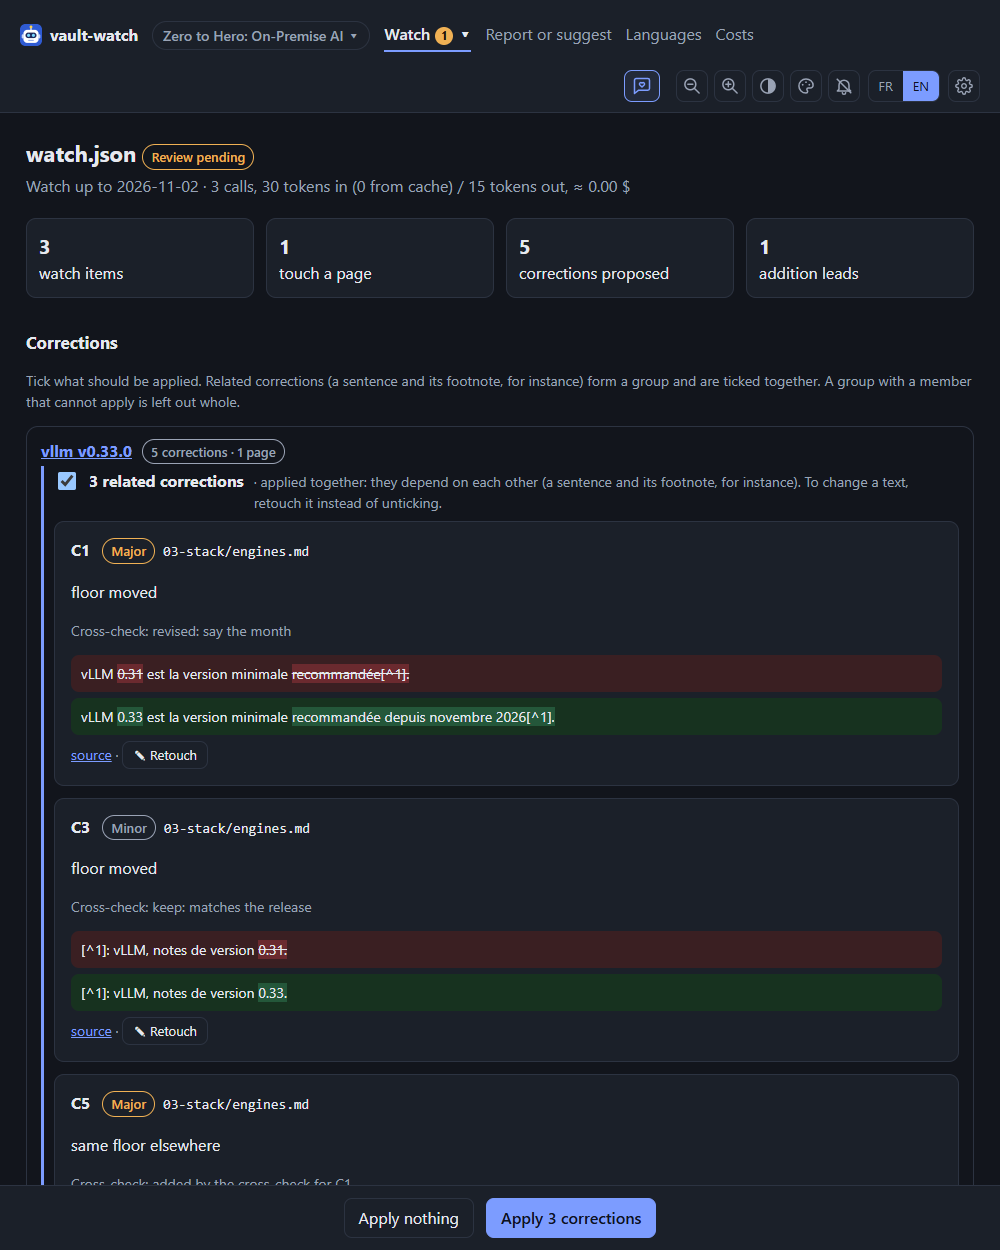 vault-watch
Zero to Hero: On-Premise AI ▾
Watch 1 ▾
Report or suggest
Languages
Costs
FR
EN
watch.json Review pending
Watch up to 2026-11-02 · 3 calls, 30 tokens in (0 from cache) / 15 tokens out, ≈ 0.00 $
3
watch items
1
touch a page
5
corrections proposed
1
addition leads
Corrections
Tick what should be applied. Related corrections (a sentence and its footnote, for instance) form a group and are ticked together. A group with a member
that cannot apply is left out whole.
vllm v0.33.0 5 corrections · 1 page
3 related corrections · applied together: they depend on each other (a sentence and its footnote, for instance). To change a text,
retouch it instead of unticking.
C1 Major 03-stack/engines.md
floor moved
Cross-check: revised: say the month
vLLM 0.31 est la version minimale recommandée[^1].
vLLM 0.33 est la version minimale recommandée depuis novembre 2026[^1].
source · Retouch
C3 Minor 03-stack/engines.md
floor moved
Cross-check: keep: matches the release
[^1]: vLLM, notes de version 0.31.
[^1]: vLLM, notes de version 0.33.
source · Retouch
C5 Major 03-stack/engines.md
same floor elsewhere
Cross-check: added by the cross-check for C1
Apply nothing
Apply 3 corrections